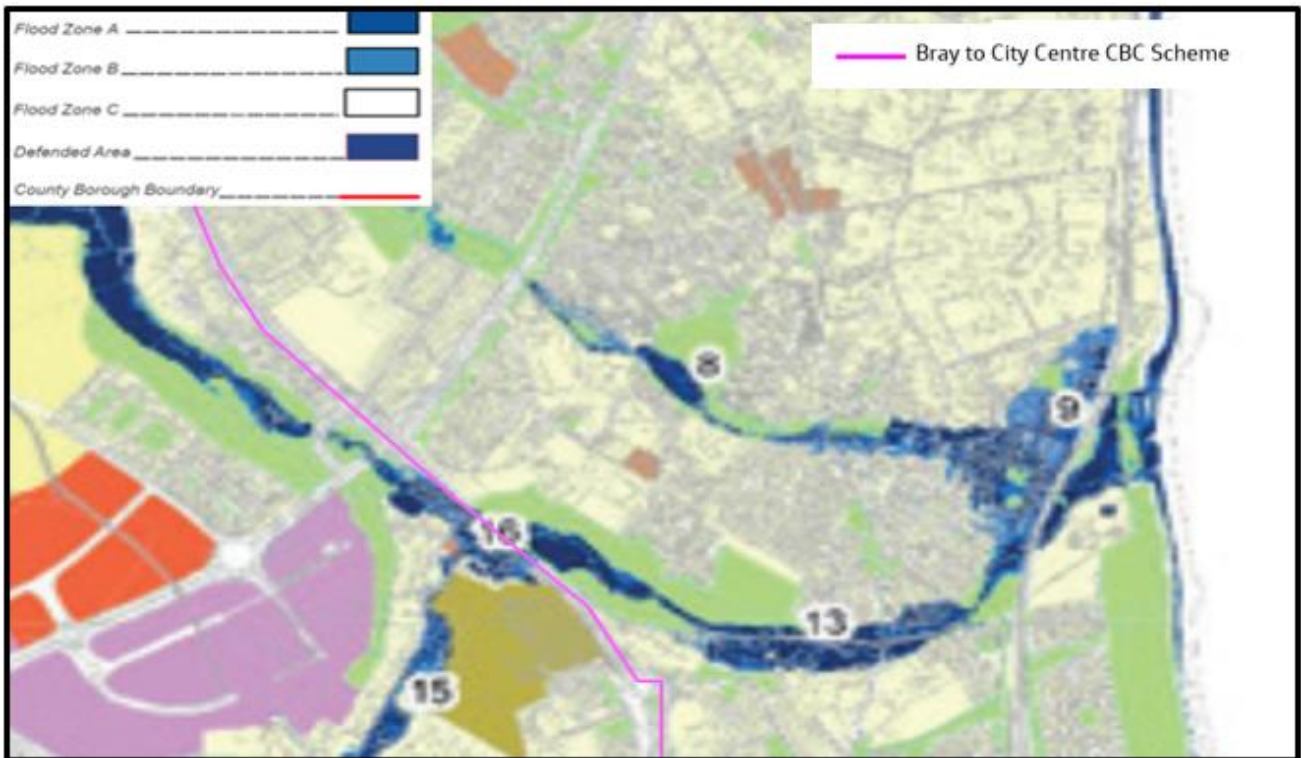 Flood Zone A
Flood Zone B
Flood Zone C
Defended Area
County Borough Boundary
Bray to City Centre CBC Scheme
8
9
16
13
15